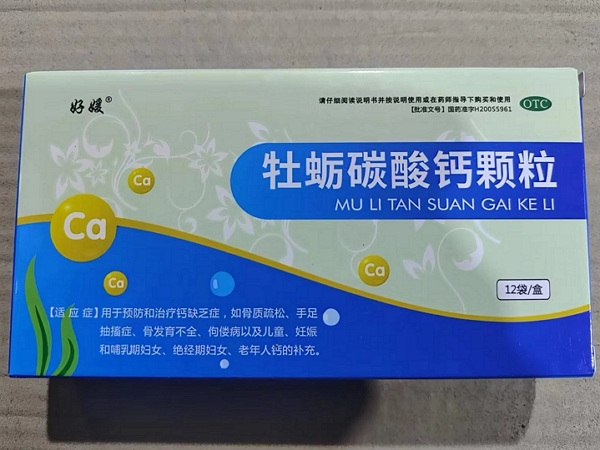 好媛®
请仔细阅读说明书并按说明使用或在药师指导下购买和使用
【批准文号】国药准字H20055961
OTC
牡蛎碳酸钙颗粒
MU LI TAN SUAN GAI KE LI
Ca
Ca
Ca
Ca
12袋/盒
【适应症】用于预防和治疗钙缺乏症，如骨质疏松、手足
抽搐症、骨发育不全、佝偻病以及儿童、妊娠
和哺乳期妇女、绝经期妇女、老年人钙的补充。